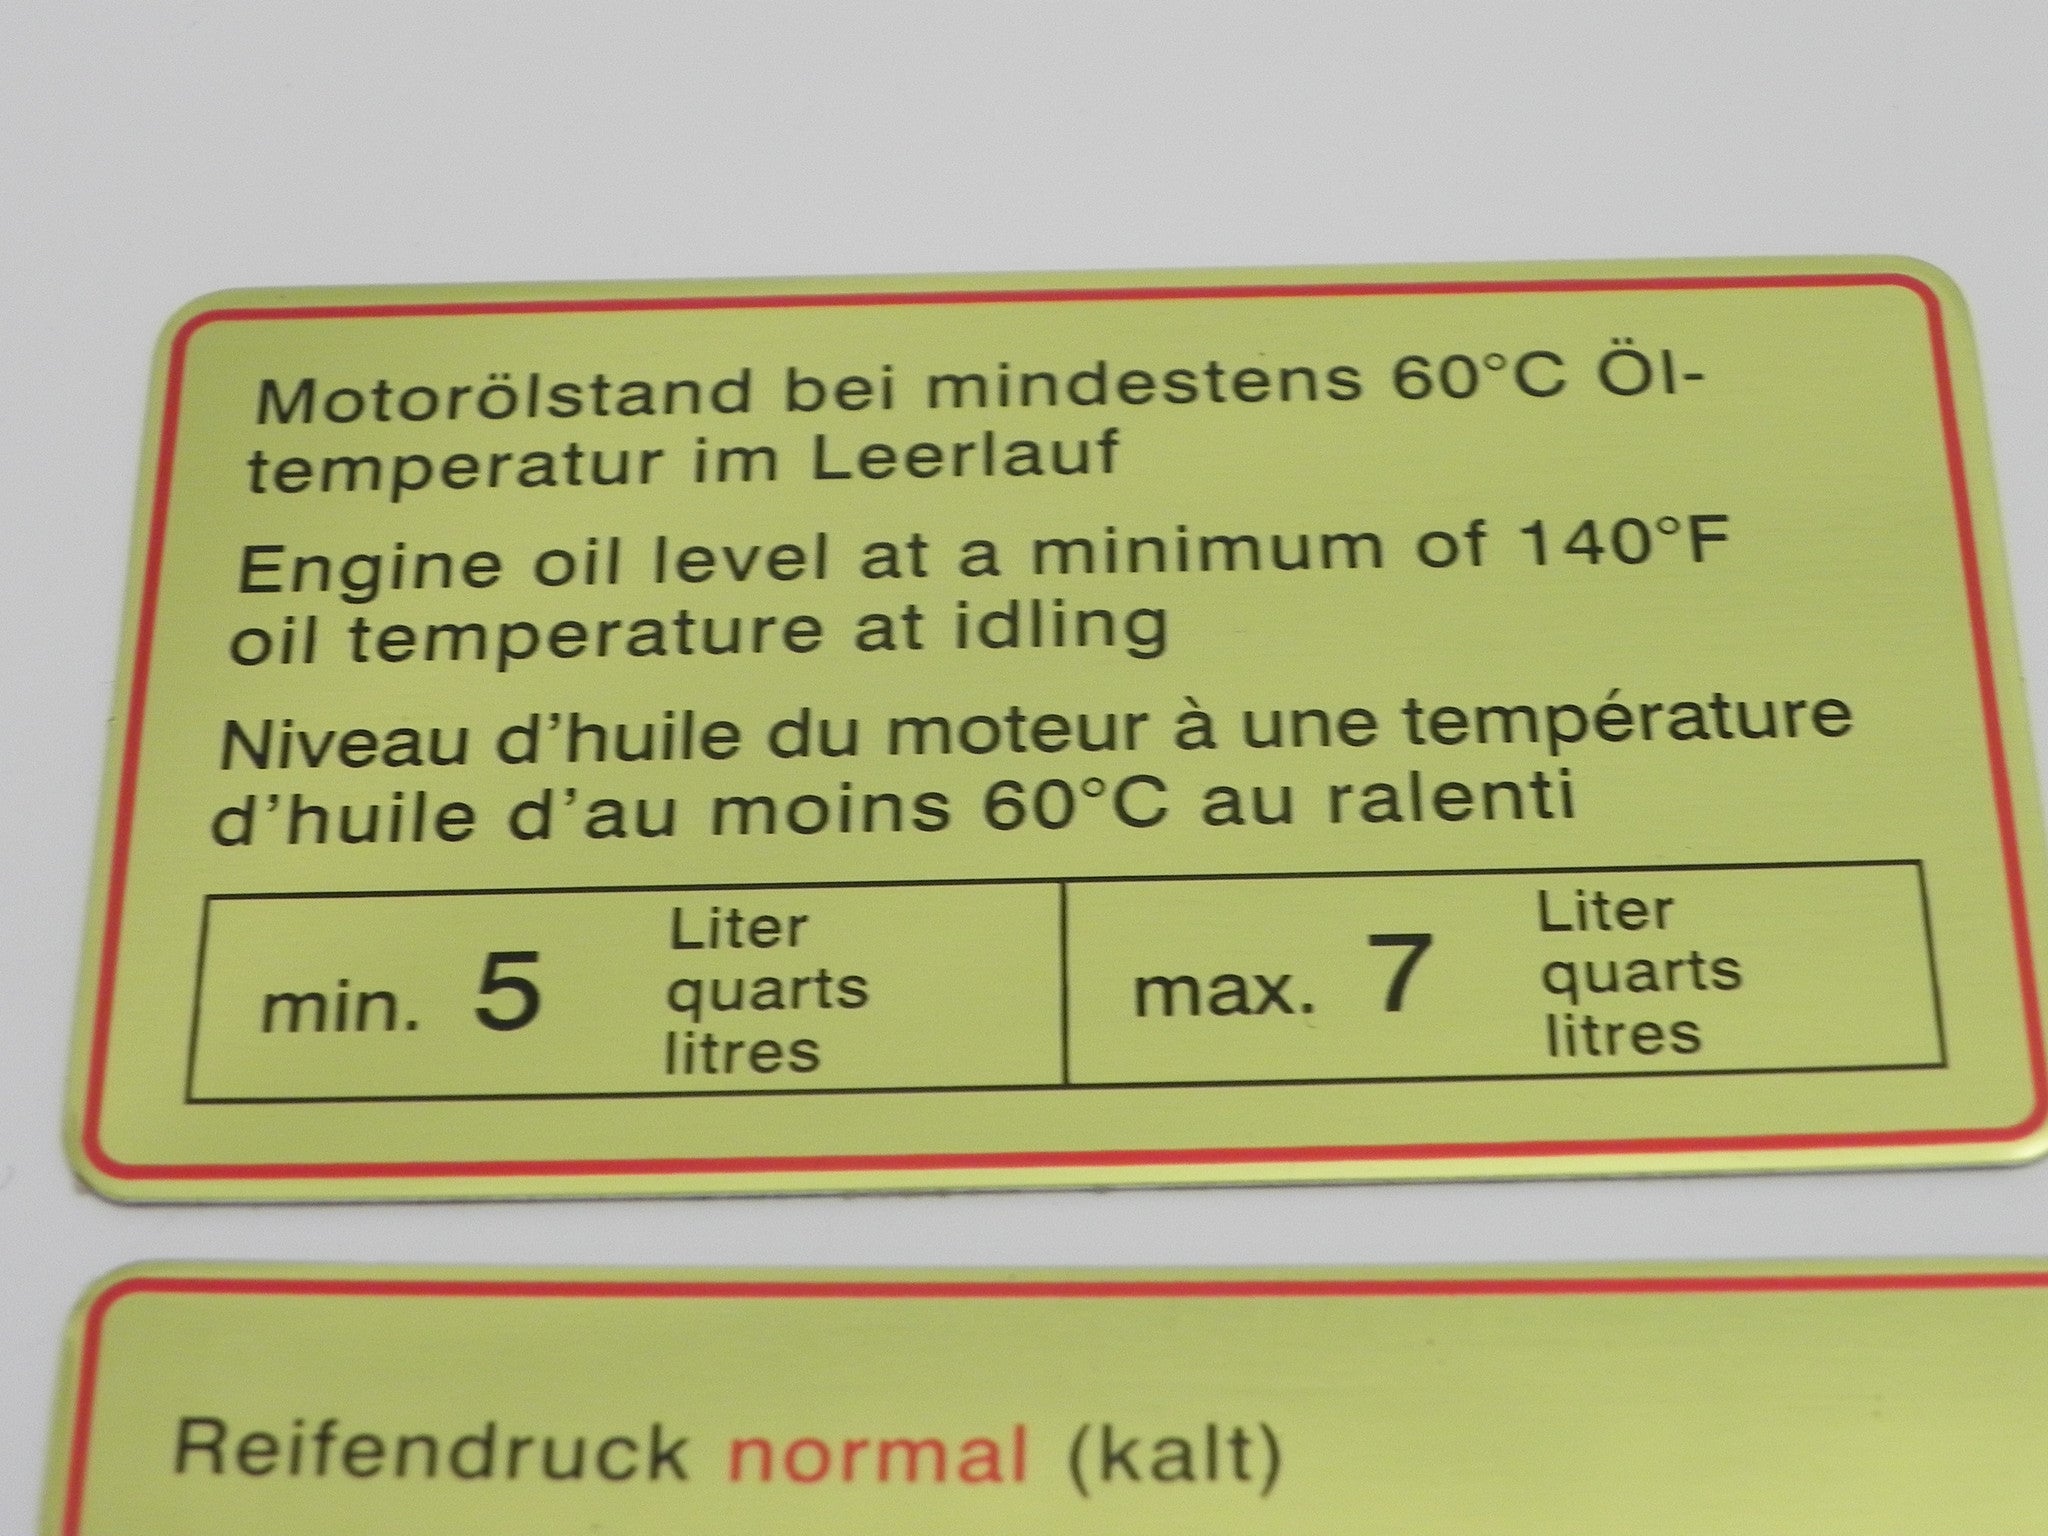 Motorölstand bei mindestens 60°C Öl-
temperatur im Leerlauf
Engine oil level at a minimum of 140°F
oil temperature at idling
Niveau d'huile du moteur à une température
d'huile d'au moins 60°C au ralenti
min. 5 Liter
quarts
litres
max. 7 Liter
quarts
litres
Reifendruck normal (kalt)